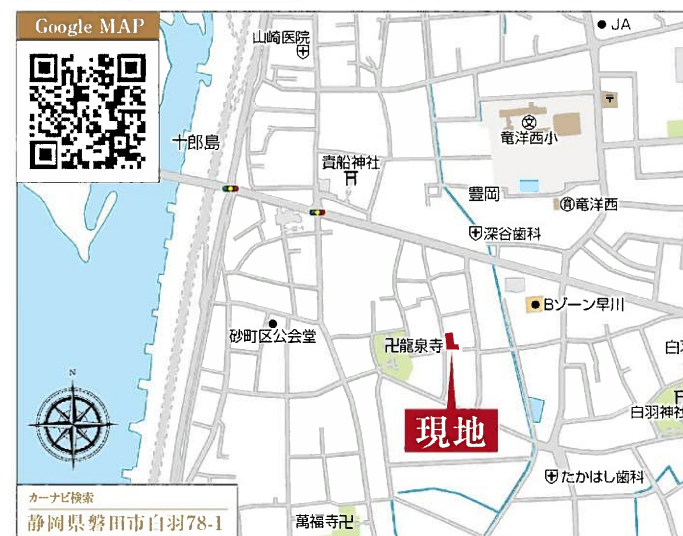 Google MAP
山崎医院
JA
〒
文
竜洋西小
十郎島
貴船神社
豊岡
竜洋西
深谷歯科
Bゾーン早川
砂町区公会堂
卍龍泉寺
白羽神社
現地
N
たかはし歯科
カーナビ検索
静岡県磐田市白羽78-1
萬福寺卍